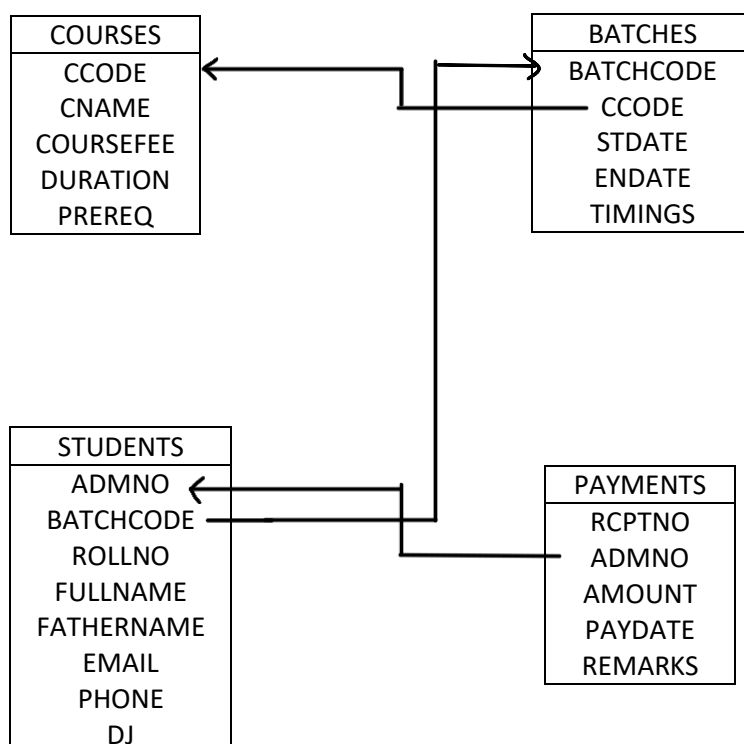 COURSES
CCODE
CNAME
COURSEFEE
DURATION
PREREQ
BATCHES
BATCHCODE
CCODE
STDATE
ENDATE
TIMINGS
STUDENTS
ADMNO
BATCHCODE
ROLLNO
FULLNAME
FATHERNAME
EMAIL
PHONE
DJ
PAYMENTS
RCPTNO
ADMNO
AMOUNT
PAYDATE
REMARKS